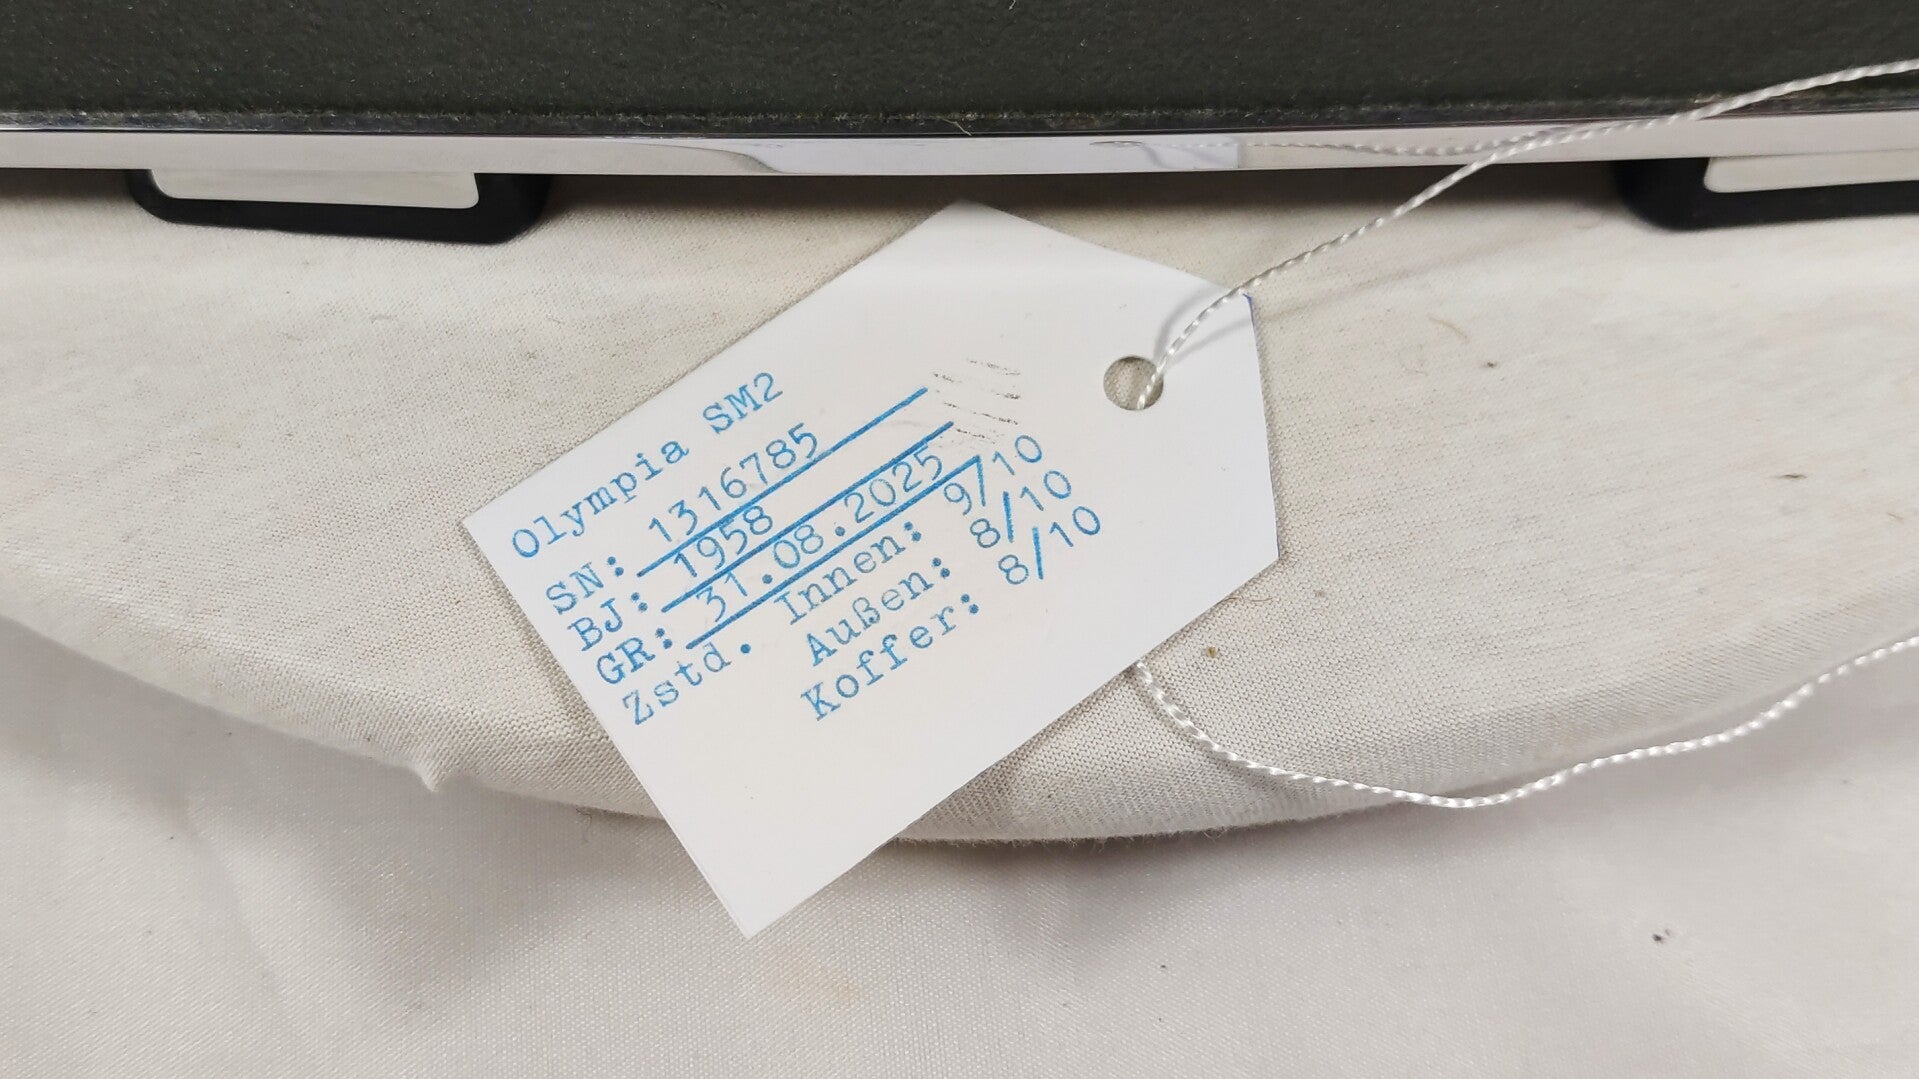 Olympia SM2
SN: 1316785
BJ: 1958
GR: 31.08.2025
Zstd. Innen: 9/10
Außen: 8/10
Koffer: 8/10